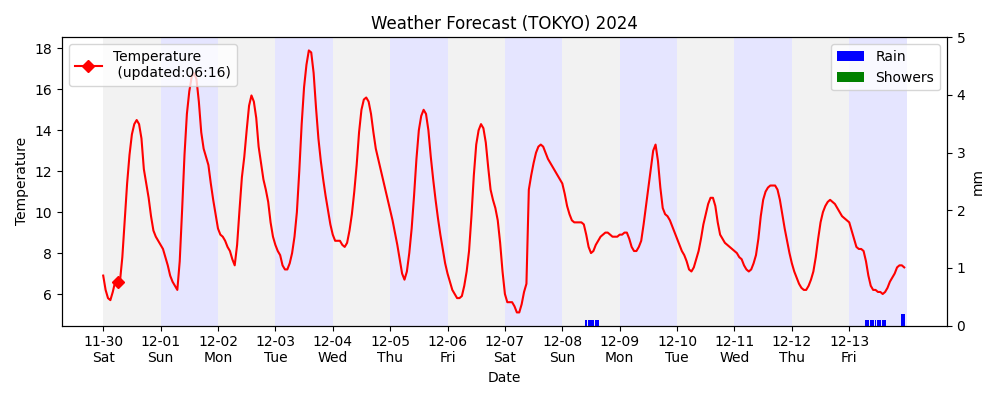 Weather Forecast (TOKYO) 2024
Temperature
(updated:06:16)
Rain
Showers
18
16
14
12
10
8
6
Temperature
5
4
3
2
1
0
mm
11-30 12-01 12-02 12-03 12-04 12-05 12-06 12-07 12-08 12-09 12-10 12-11 12-12 12-13
Sat Sun Mon Tue Wed Thu Fri Sat Sun Mon Tue Wed Thu Fri
Date